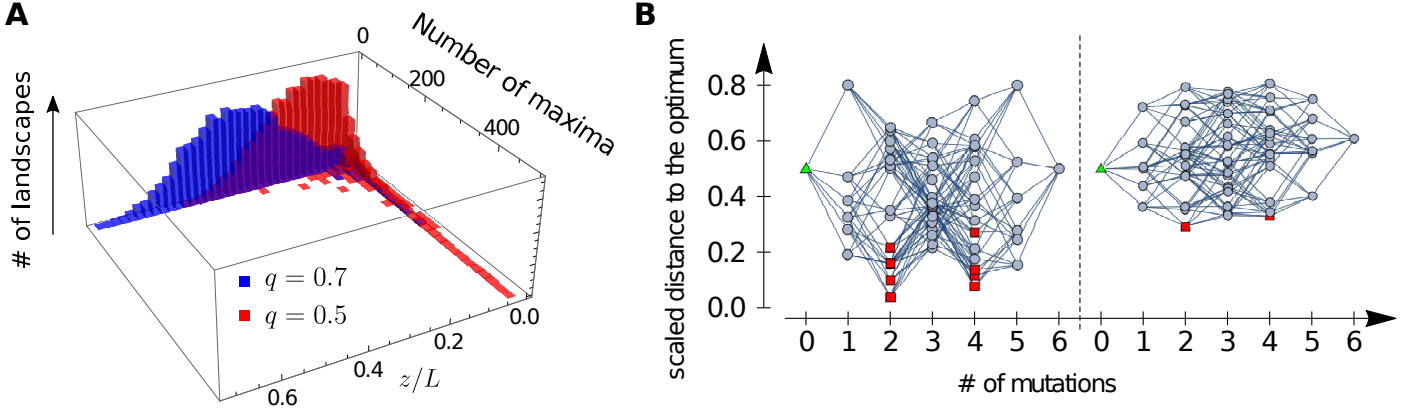 A
# of landscapes
Number of maxima
0
200
400
0.0
0.2
0.4
0.6
z/L
q = 0.7
q = 0.5
B
scaled distance to the optimum
0.8
0.6
0.4
0.2
0.0
0 1 2 3 4 5 6 0 1 2 3 4 5 6
# of mutations